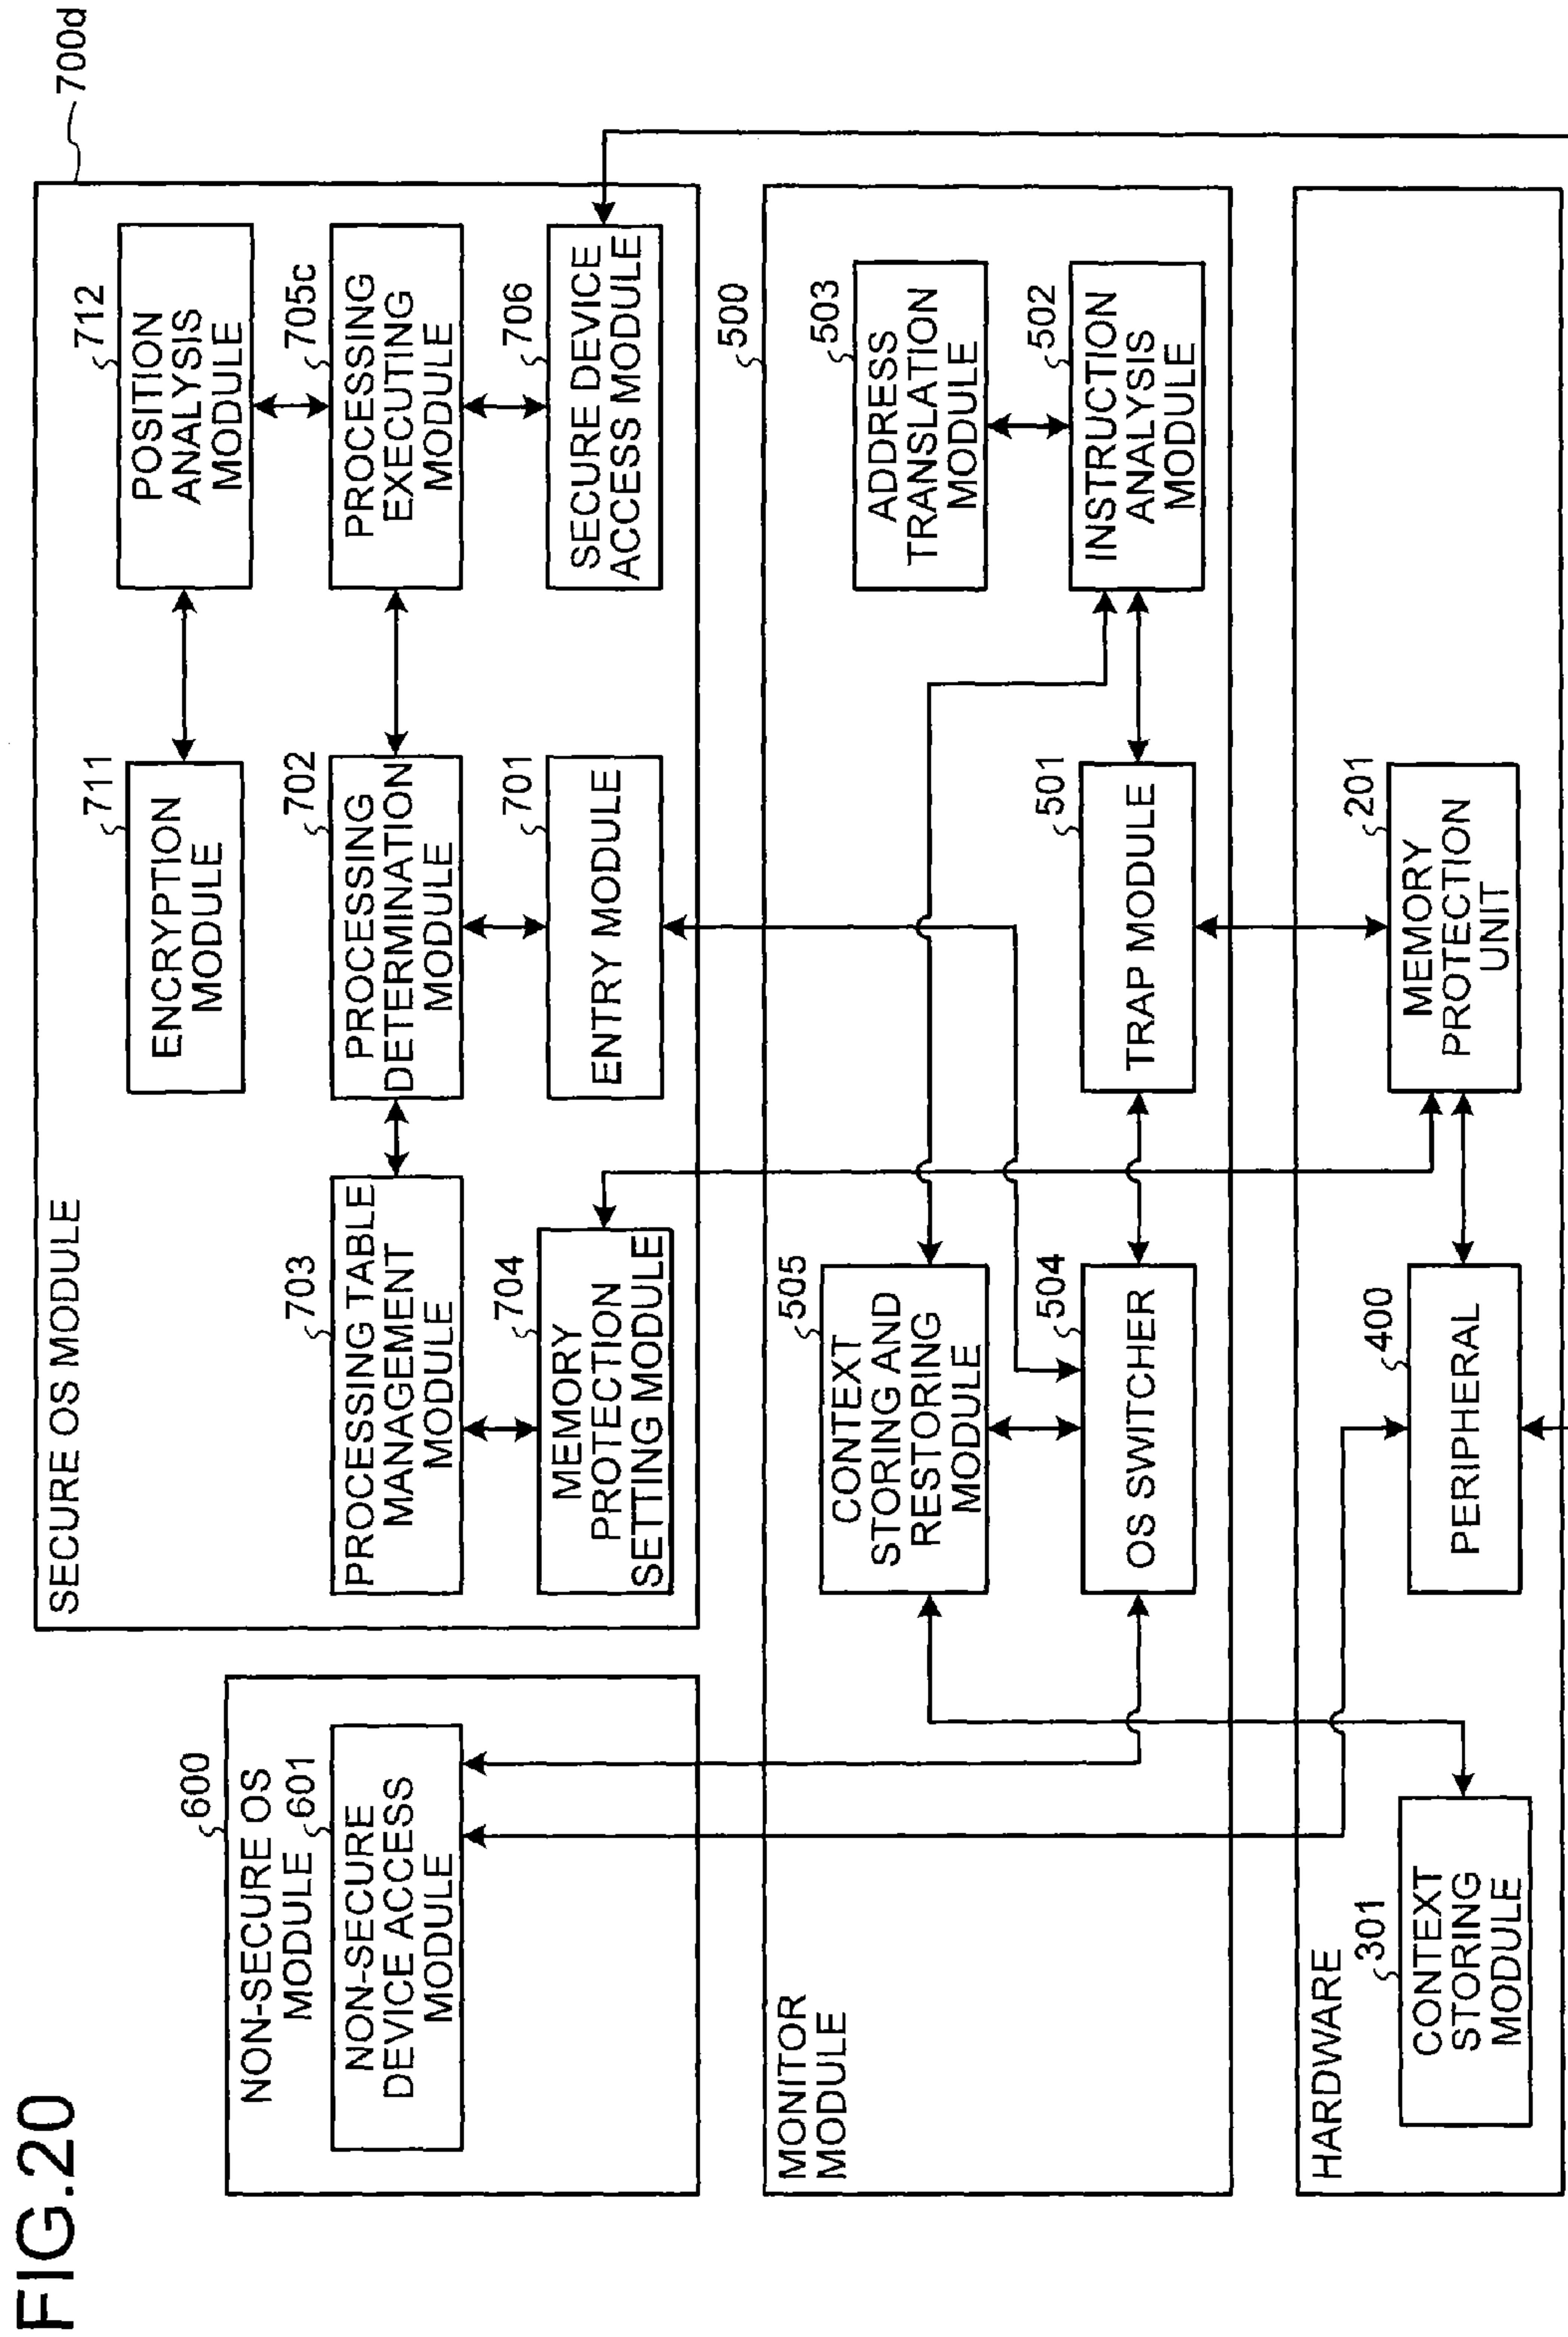 FIG.20
700d
SECURE OS MODULE
711
ENCRYPTION
MODULE
712
POSITION
ANALYSIS
MODULE
703
PROCESSING TABLE
MANAGEMENT
MODULE
702
PROCESSING
DETERMINATION
MODULE
705c
PROCESSING
EXECUTING
MODULE
704
MEMORY
PROTECTION
SETTING MODULE
701
ENTRY MODULE
706
SECURE DEVICE
ACCESS MODULE
600
NON-SECURE OS
MODULE
601
NON-SECURE
DEVICE ACCESS
MODULE
500
MONITOR
MODULE
505
CONTEXT
STORING AND
RESTORING
MODULE
503
ADDRESS
TRANSLATION
MODULE
504
OS SWITCHER
501
TRAP MODULE
502
INSTRUCTION
ANALYSIS
MODULE
HARDWARE
301
CONTEXT
STORING
MODULE
400
PERIPHERAL
201
MEMORY
PROTECTION
UNIT